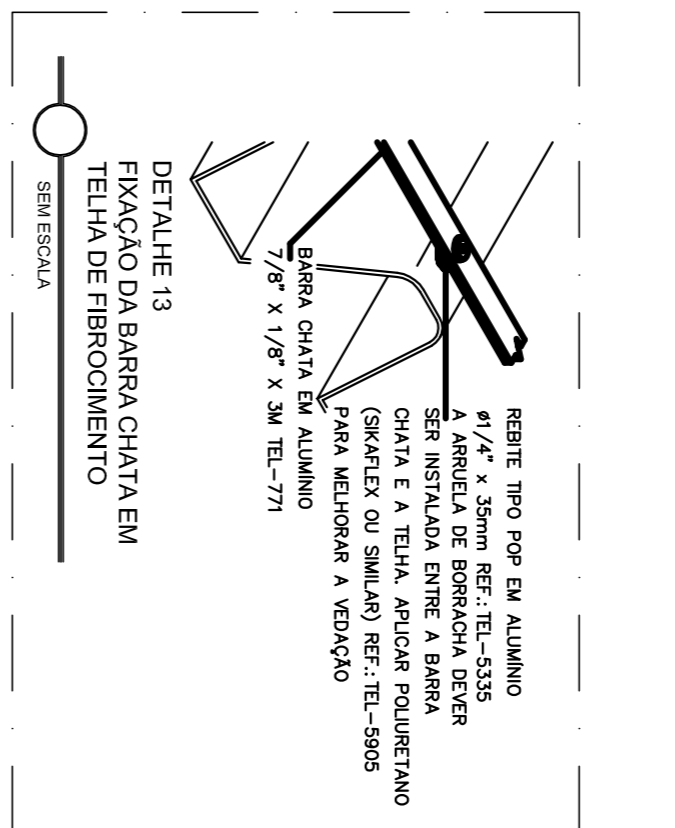 REBITE TIPO POP EM ALUMÍNIO
ø1/4" x 35mm REF.: TEL-5335
A ARRUELA DE BORRACHA DEVER
SER INSTALADA ENTRE A BARRA
CHATA E A TELHA. APLICAR POLIURETANO
(SIKAFLEX OU SIMILAR) REF.: TEL-5905
PARA MELHORAR A VEDAÇÃO
BARRA CHATA EM ALUMÍNIO
7/8" X 1/8" X 3M TEL-771
DETALHE 13
FIXAÇÃO DA BARRA CHATA EM
TELHA DE FIBROCIMENTO
SEM ESCALA